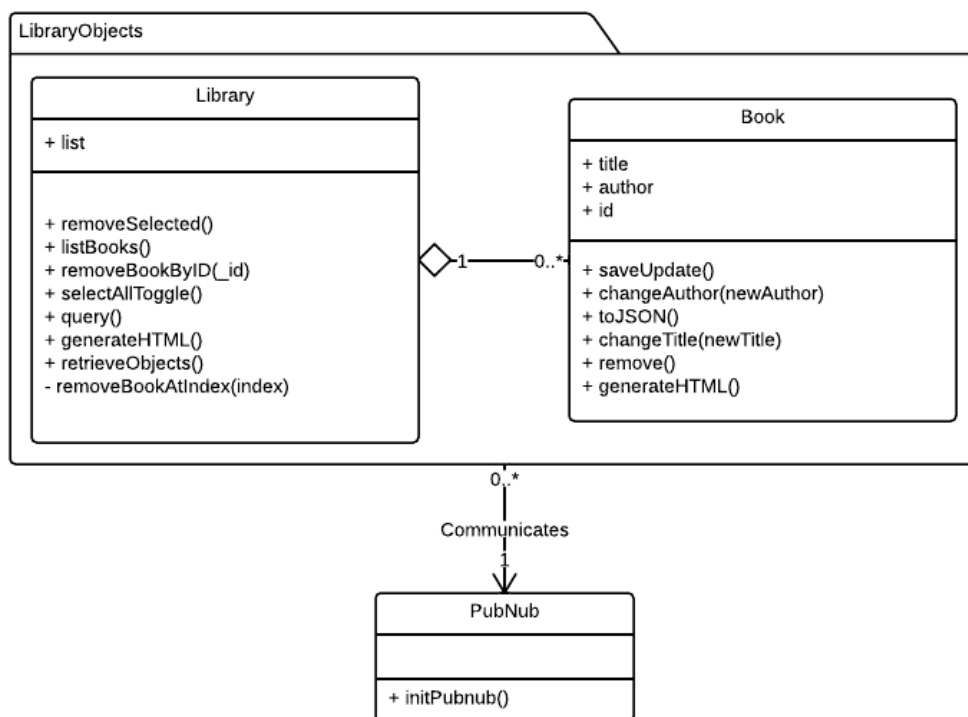 LibraryObjects
Library
+ list
+ removeSelected()
+ listBooks()
+ removeBookByID(_id)
+ selectAllToggle()
+ query()
+ generateHTML()
+ retrieveObjects()
- removeBookAtIndex(index)
1
0..*
Book
+ title
+ author
+ id
+ saveUpdate()
+ changeAuthor(newAuthor)
+ toJSON()
+ changeTitle(newTitle)
+ remove()
+ generateHTML()
0..*
Communicates
1
PubNub
+ initPubnub()